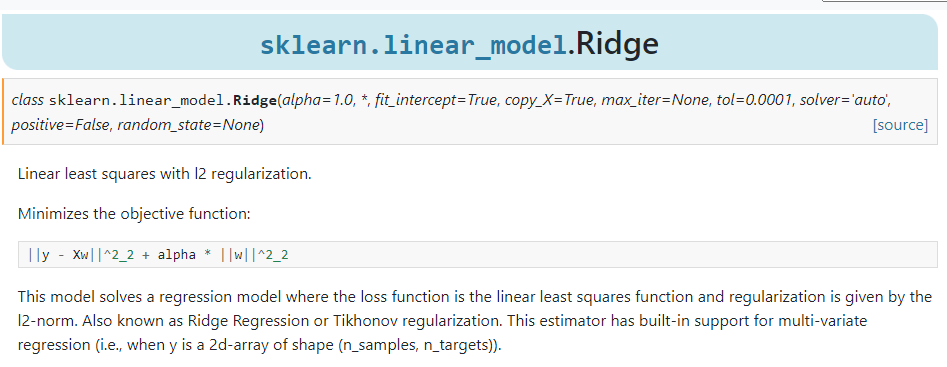 sklearn.linear_model.Ridge
class sklearn.linear_model.Ridge(alpha=1.0, *, fit_intercept=True, copy_X=True, max_iter=None, tol=0.0001, solver='auto',
positive=False, random_state=None)
[source]
Linear least squares with l2 regularization.
Minimizes the objective function:
||y - Xw||^2_2 + alpha * ||w||^2_2
This model solves a regression model where the loss function is the linear least squares function and regularization is given by the
l2-norm. Also known as Ridge Regression or Tikhonov regularization. This estimator has built-in support for multi-variate
regression (i.e., when y is a 2d-array of shape (n_samples, n_targets)).